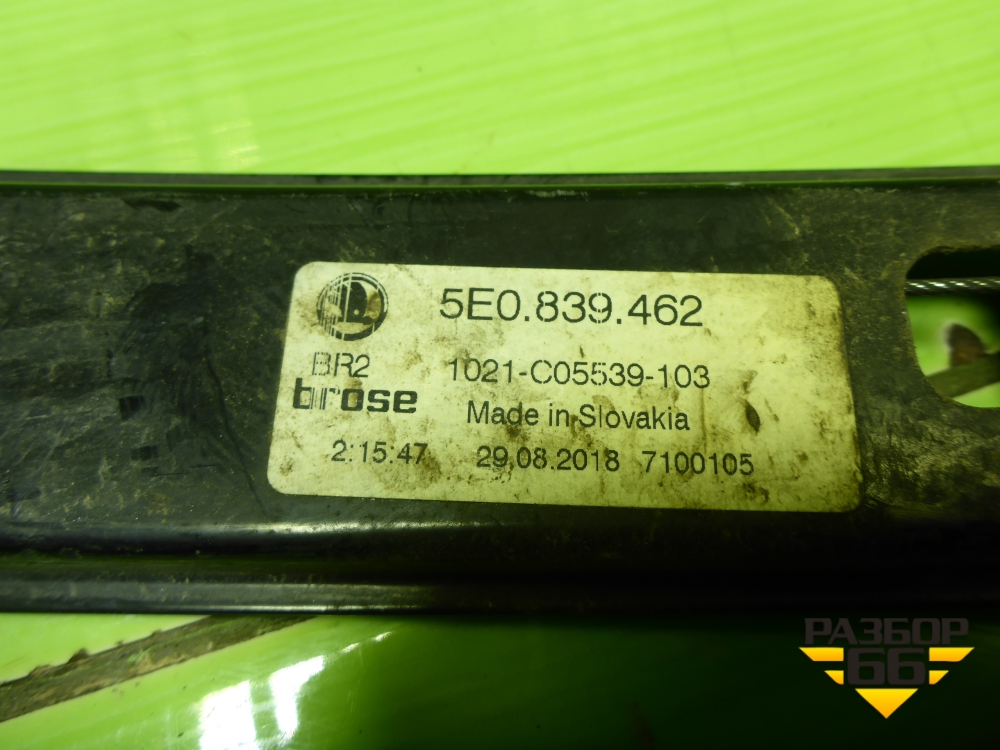 5E0.839.462
BR2
1021-C05539-103
brose
Made in Slovakia
2:15:47 29.08.2018 7100105
РАЗБОР
66